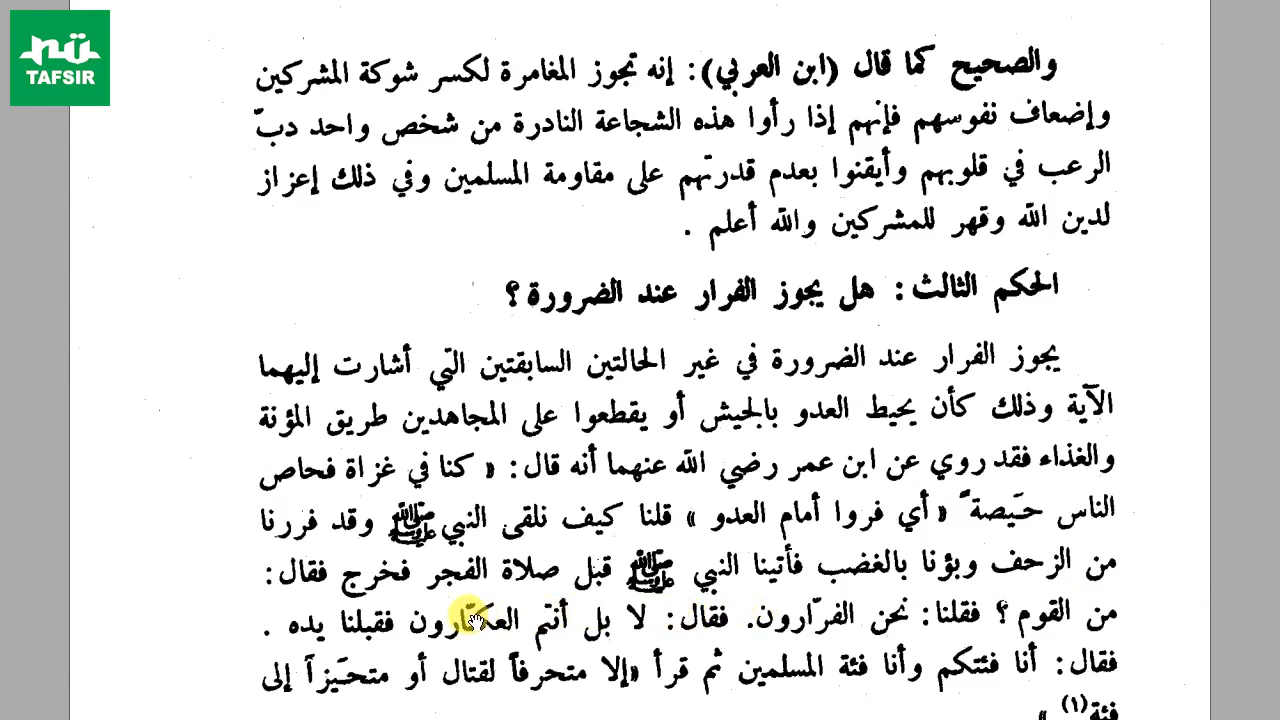 nü
TAFSIR
والصحيح كما قال (ابن العربي): إنه تجوز المغامرة لكسر شوكة المشركين
وإضعاف نفوسهم فإنهم إذا رأوا هذه الشجاعة النادرة من شخص واحد دبّ
الرعب في قلوبهم وأيقنوا بعدم قدرتهم على مقاومة المسلمين وفي ذلك إعزاز
لدين الله وقهر للمشركين والله أعلم .
الحكم الثالث: هل يجوز الفرار عند الضرورة؟
يجوز الفرار عند الضرورة في غير الحالتين السابقتين التي أشارت إليهما
الآية وذلك كأن يحيط العدو بالجيش أو يقطعوا على المجاهدين طريق المؤنة
والغذاء فقد روي عن ابن عمر رضي الله عنهما أنه قال: « كنا في غزاة فحاص
الناس حَيصة ً « أي فروا أمام العدو » قلنا كيف نلقى النبي ﷺ وقد فررنا
من الزحف وبؤنا بالغضب فأتينا النبي ﷺ قبل صلاة الفجر فخرج فقال:
من القوم؟ فقلنا: نحن الفرّارون. فقال: لا بل أنتم العكّارون فقبلنا يده .
فقال: أنا فئتكم وأنا فئة المسلمين ثم قرأ «إلا متحرفاً لقتال أو متحَيزاً إلى
فئة (١) »